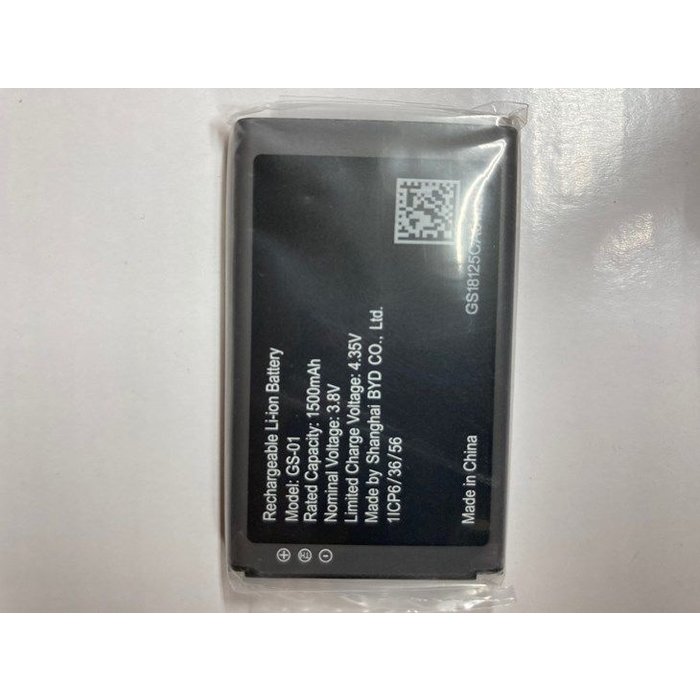 Rechargeable Li-ion Battery
Model: GS-01
Rated Capacity: 1500mAh
Nominal Voltage: 3.8V
Limited Charge Voltage: 4.35V
Made by Shanghai BYD CO., Ltd.
1ICP6/36/56
Made in China